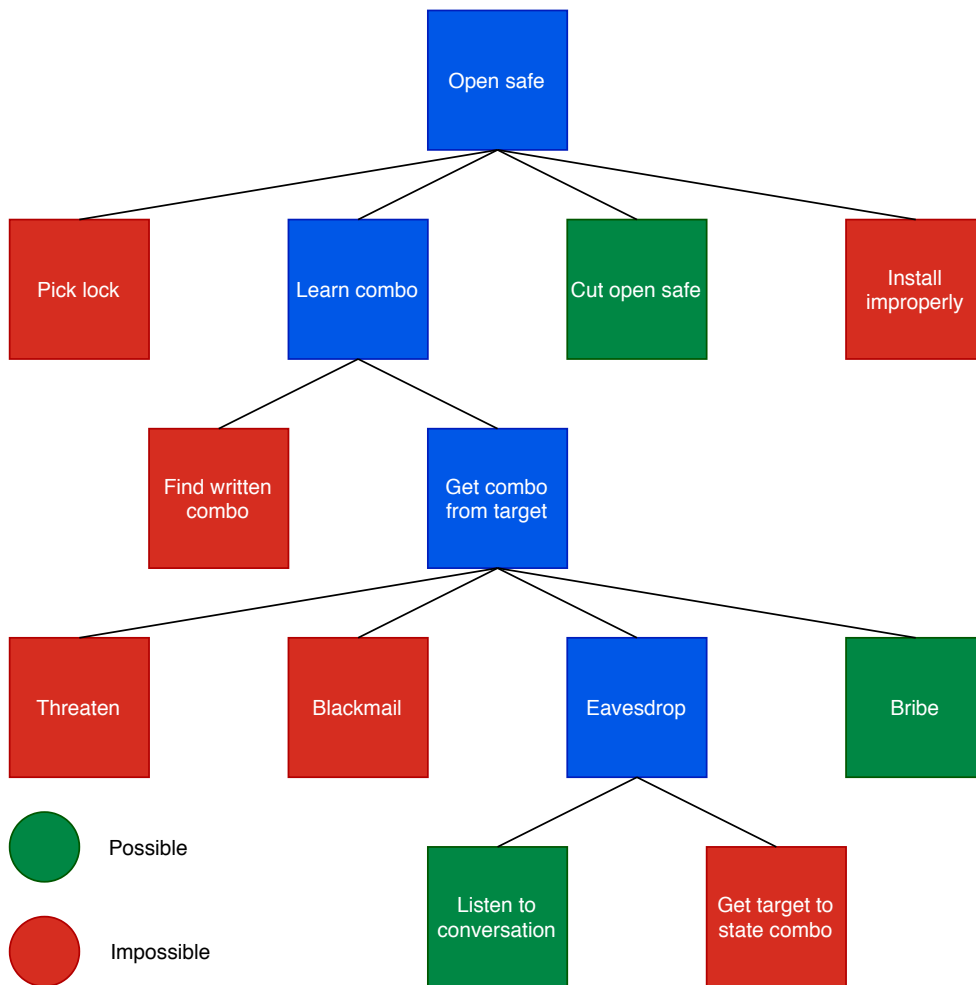 Open safe
Pick lock
Learn combo
Cut open safe
Install
improperly
Find written
combo
Get combo
from target
Threaten
Blackmail
Eavesdrop
Bribe
Possible
Listen to
conversation
Get target to
state combo
Impossible